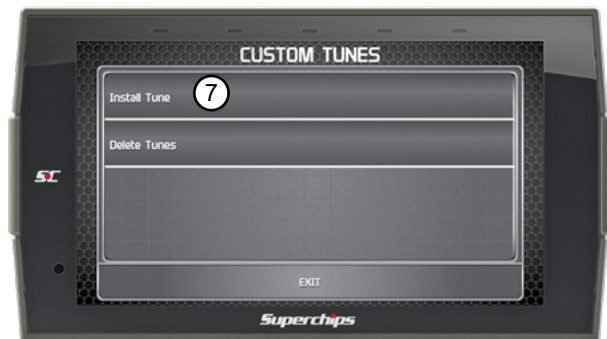 CUSTOM TUNES
Install Tune 7
Delete Tunes
SC
EXIT
Superchips